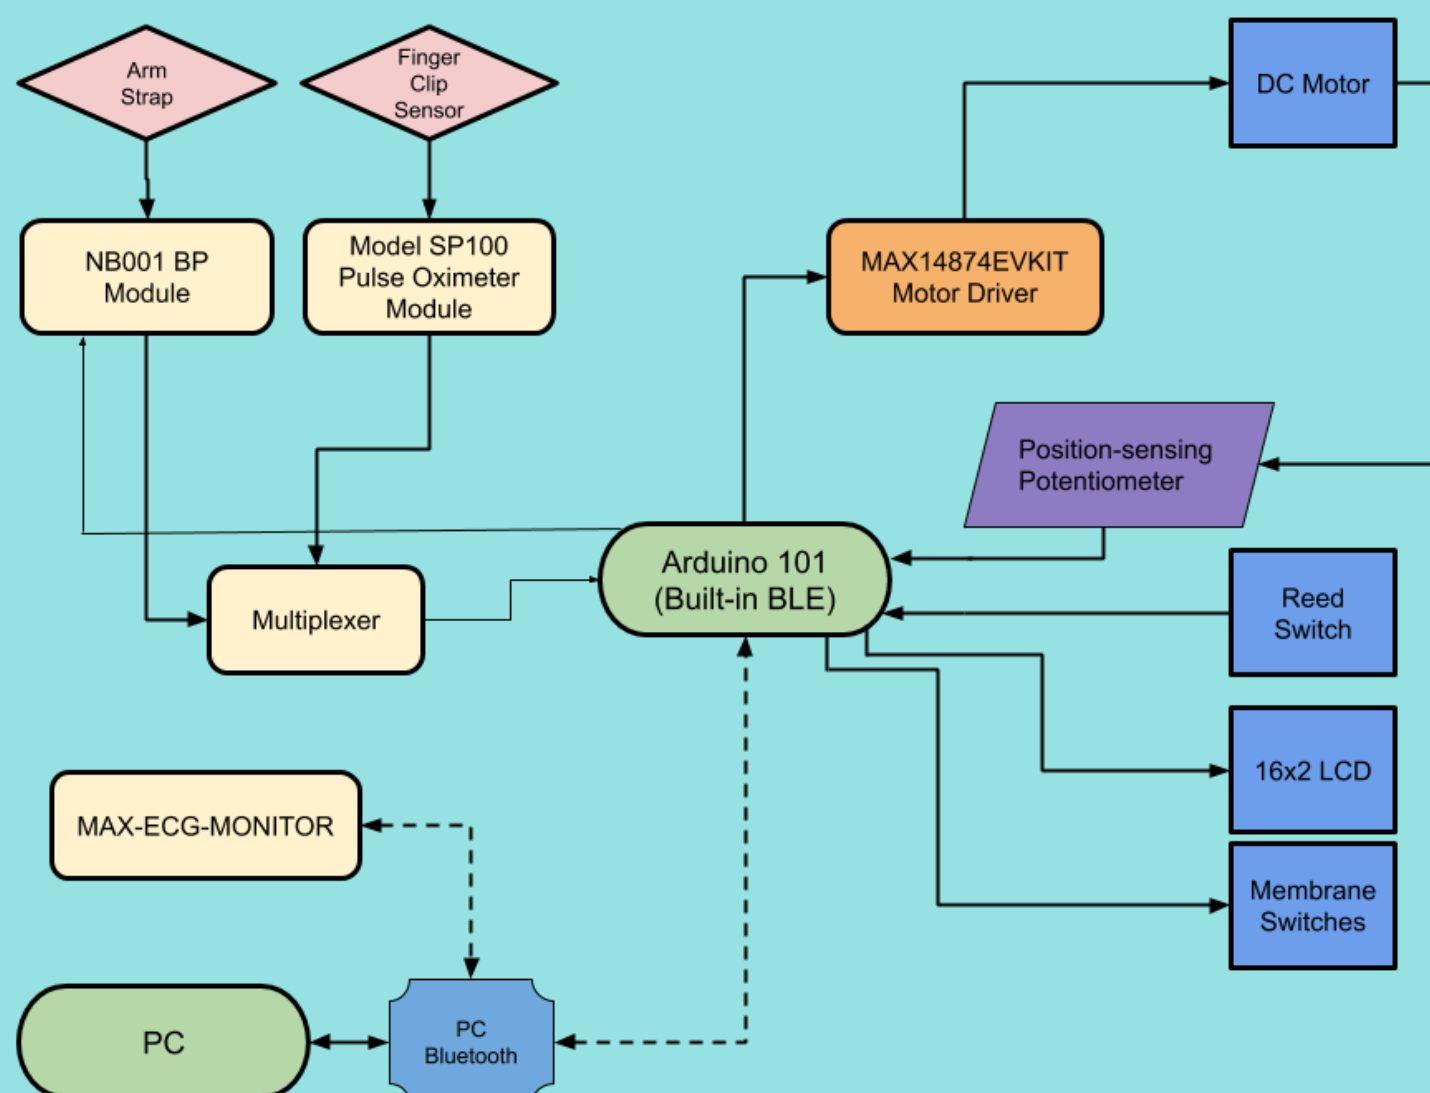 Arm
Strap
Finger
Clip
Sensor
DC Motor
NB001 BP
Module
Model SP100
Pulse Oximeter
Module
MAX14874EVKIT
Motor Driver
Position-sensing
Potentiometer
Arduino 101
(Built-in BLE)
Multiplexer
Reed
Switch
16x2 LCD
MAX-ECG-MONITOR
Membrane
Switches
PC
PC
Bluetooth